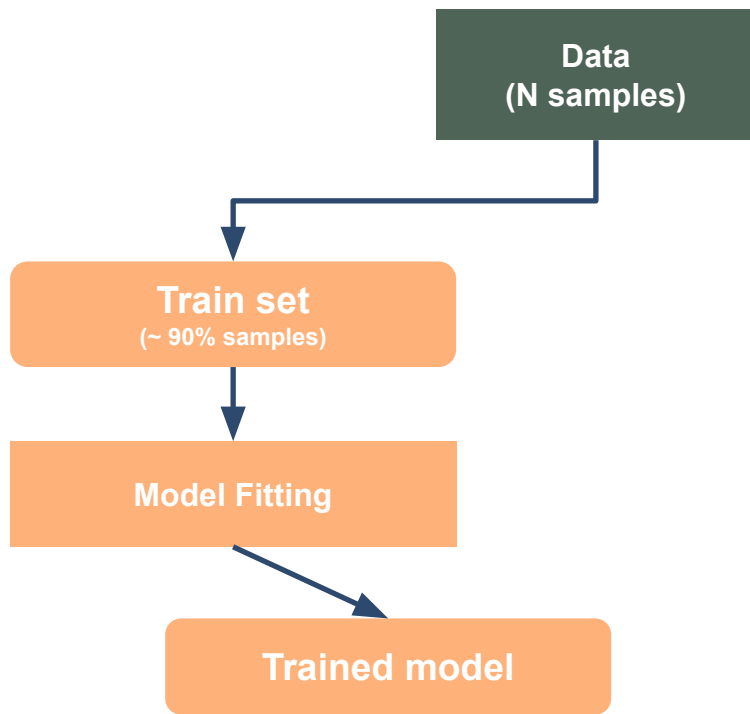 Data
(N samples)
Train set
(~ 90% samples)
Model Fitting
Trained model